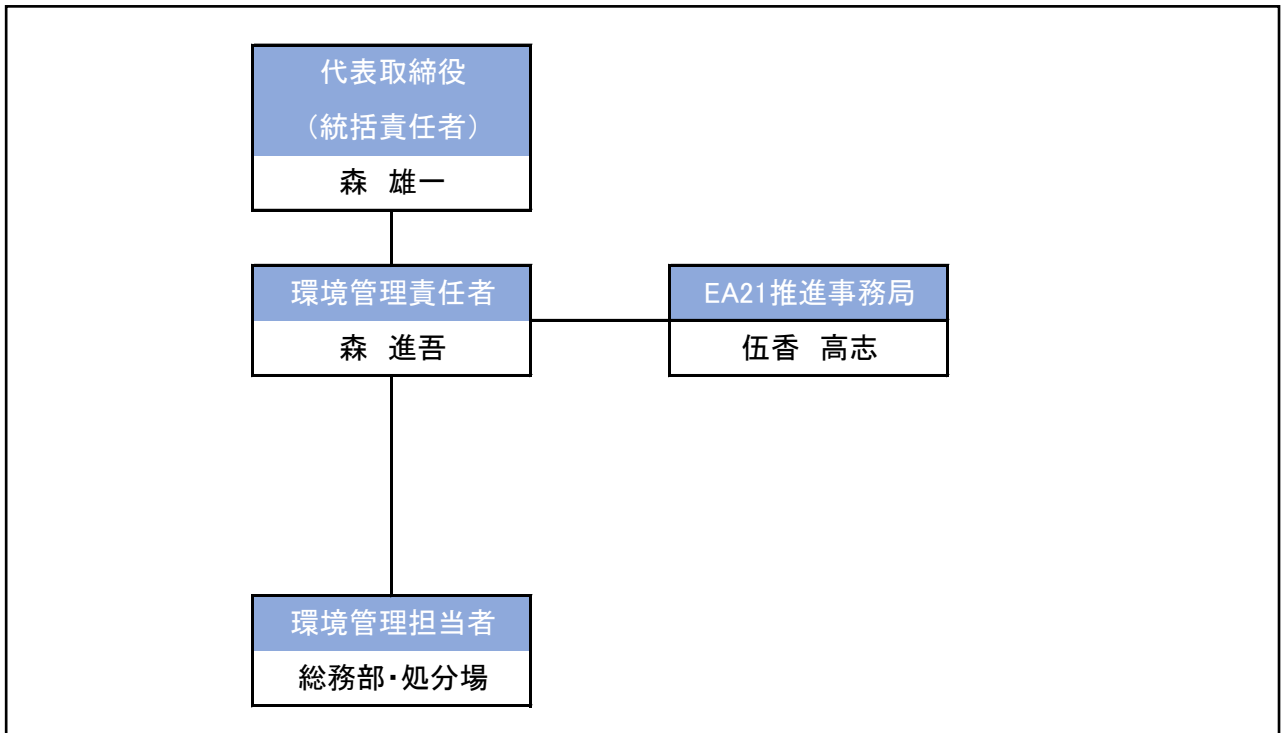 代表取締役
（統括責任者）
森　雄一
環境管理責任者
森　進吾
EA21推進事務局
伍香　高志
環境管理担当者
総務部・処分場